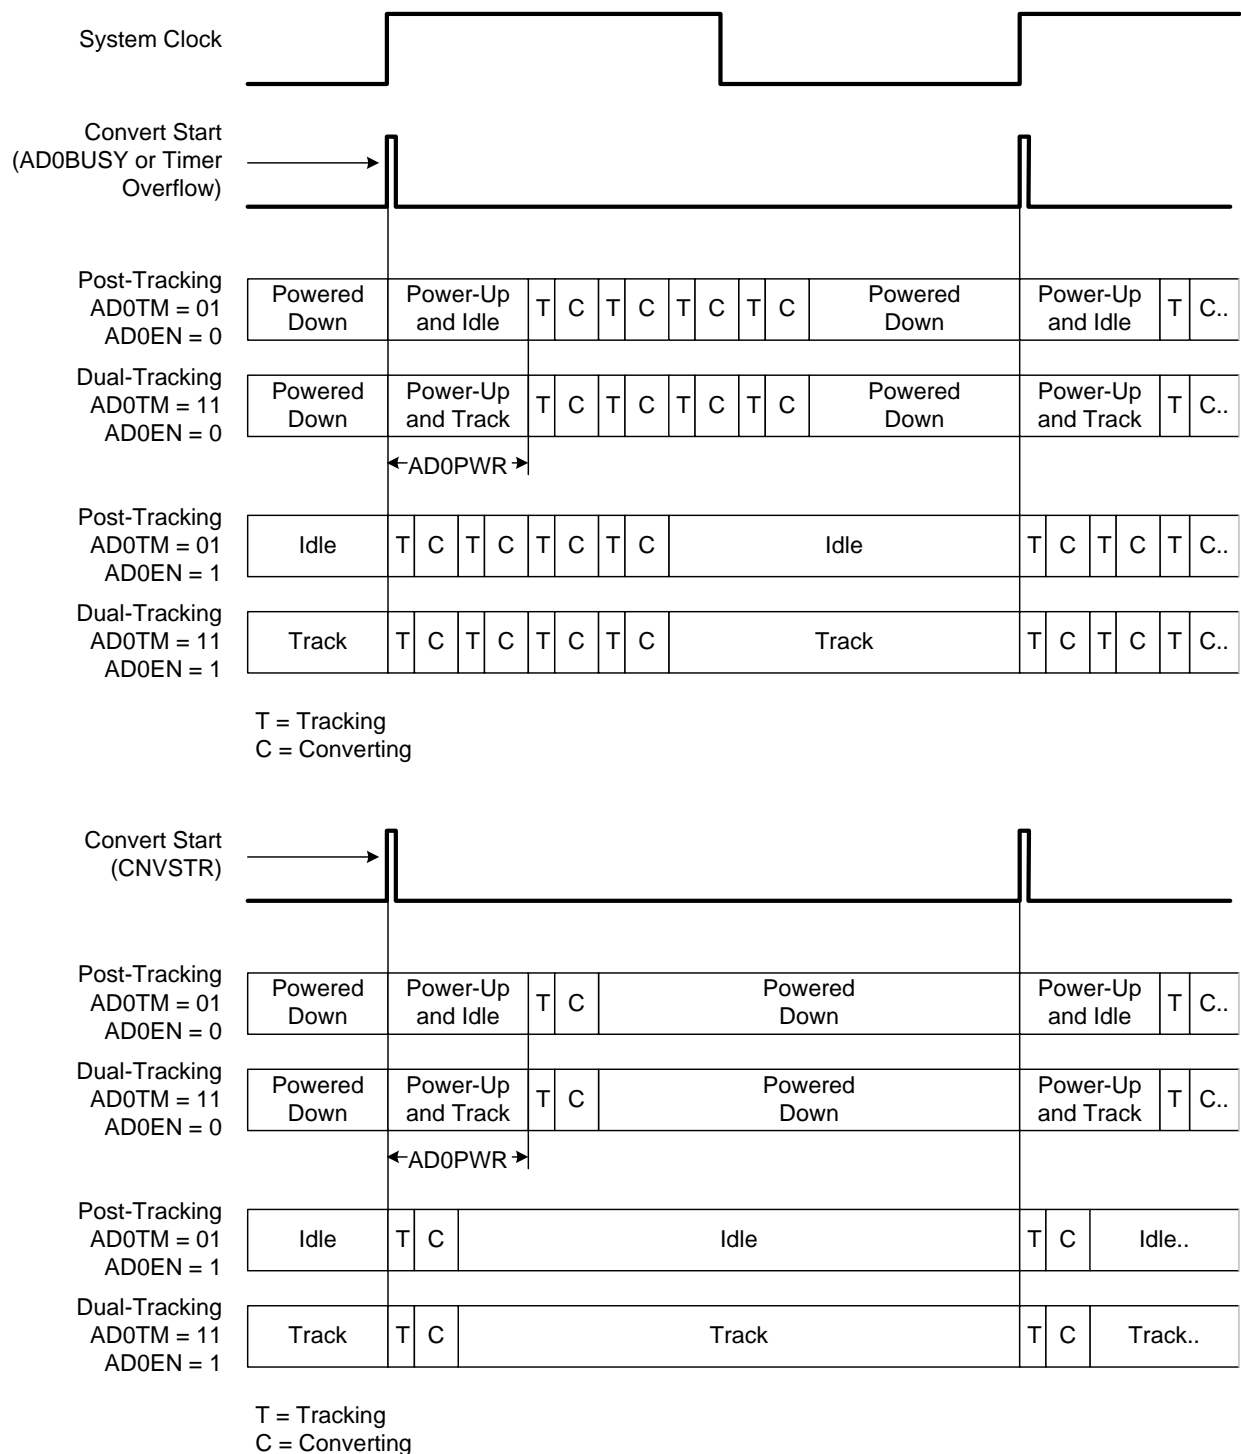 System Clock
Convert Start
(AD0BUSY or Timer
Overflow)
Post-Tracking
AD0TM = 01
AD0EN = 0
Powered
Down
Power-Up
and Idle
T C T C T C T C
Powered
Down
Power-Up
and Idle
T C..
Dual-Tracking
AD0TM = 11
AD0EN = 0
Powered
Down
Power-Up
and Track
T C T C T C T C
Powered
Down
Power-Up
and Track
T C..
AD0PWR
Post-Tracking
AD0TM = 01
AD0EN = 1
Idle T C T C T C T C Idle T C T C T C..
Dual-Tracking
AD0TM = 11
AD0EN = 1
Track T C T C T C T C Track T C T C T C..
T = Tracking
C = Converting
Convert Start
(CNVSTR)
Post-Tracking
AD0TM = 01
AD0EN = 0
Powered
Down
Power-Up
and Idle
T C
Powered
Down
Power-Up
and Idle
T C..
Dual-Tracking
AD0TM = 11
AD0EN = 0
Powered
Down
Power-Up
and Track
T C
Powered
Down
Power-Up
and Track
T C..
AD0PWR
Post-Tracking
AD0TM = 01
AD0EN = 1
Idle T C Idle T C Idle..
Dual-Tracking
AD0TM = 11
AD0EN = 1
Track T C Track T C Track..
T = Tracking
C = Converting